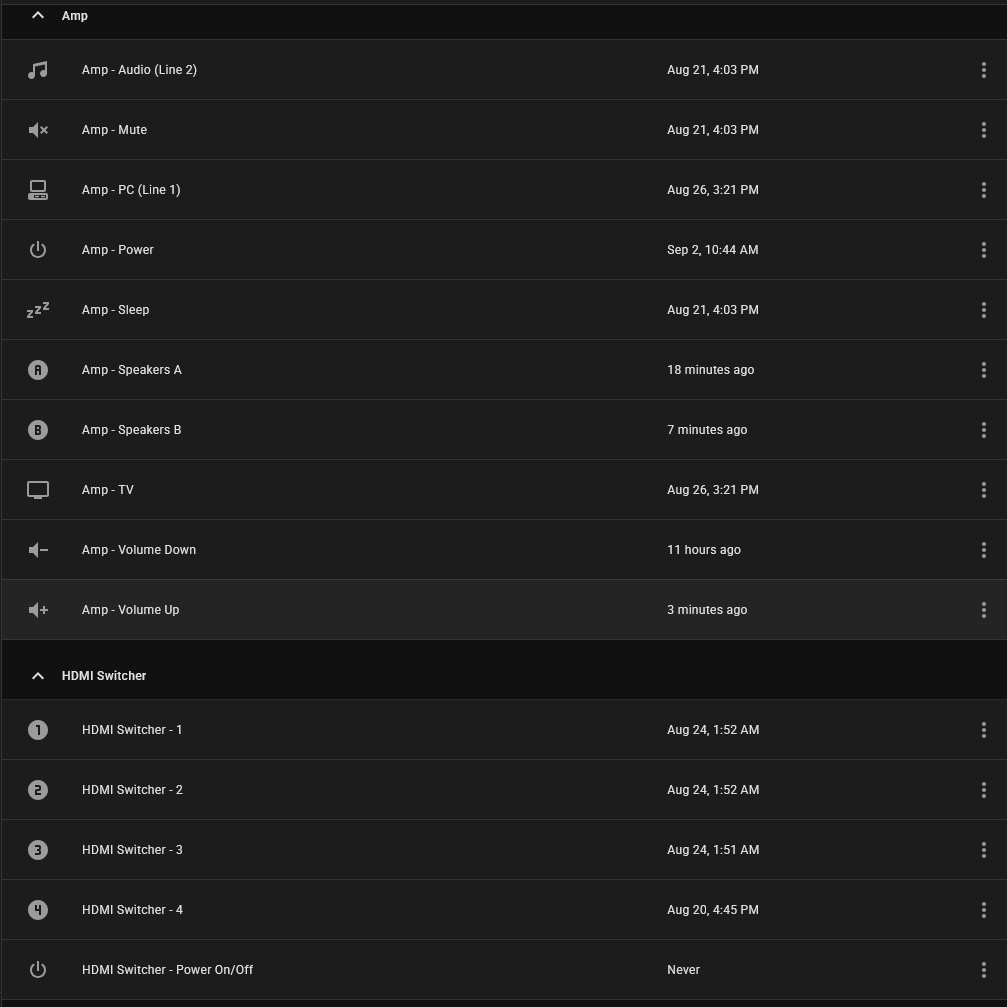 Amp
Amp - Audio (Line 2) Aug 21, 4:03 PM
Amp - Mute Aug 21, 4:03 PM
Amp - PC (Line 1) Aug 26, 3:21 PM
Amp - Power Sep 2, 10:44 AM
zzz Amp - Sleep Aug 21, 4:03 PM
A Amp - Speakers A 18 minutes ago
B Amp - Speakers B 7 minutes ago
Amp - TV Aug 26, 3:21 PM
Amp - Volume Down 11 hours ago
Amp - Volume Up 3 minutes ago
HDMI Switcher
1 HDMI Switcher - 1 Aug 24, 1:52 AM
2 HDMI Switcher - 2 Aug 24, 1:52 AM
3 HDMI Switcher - 3 Aug 24, 1:51 AM
4 HDMI Switcher - 4 Aug 20, 4:45 PM
HDMI Switcher - Power On/Off Never